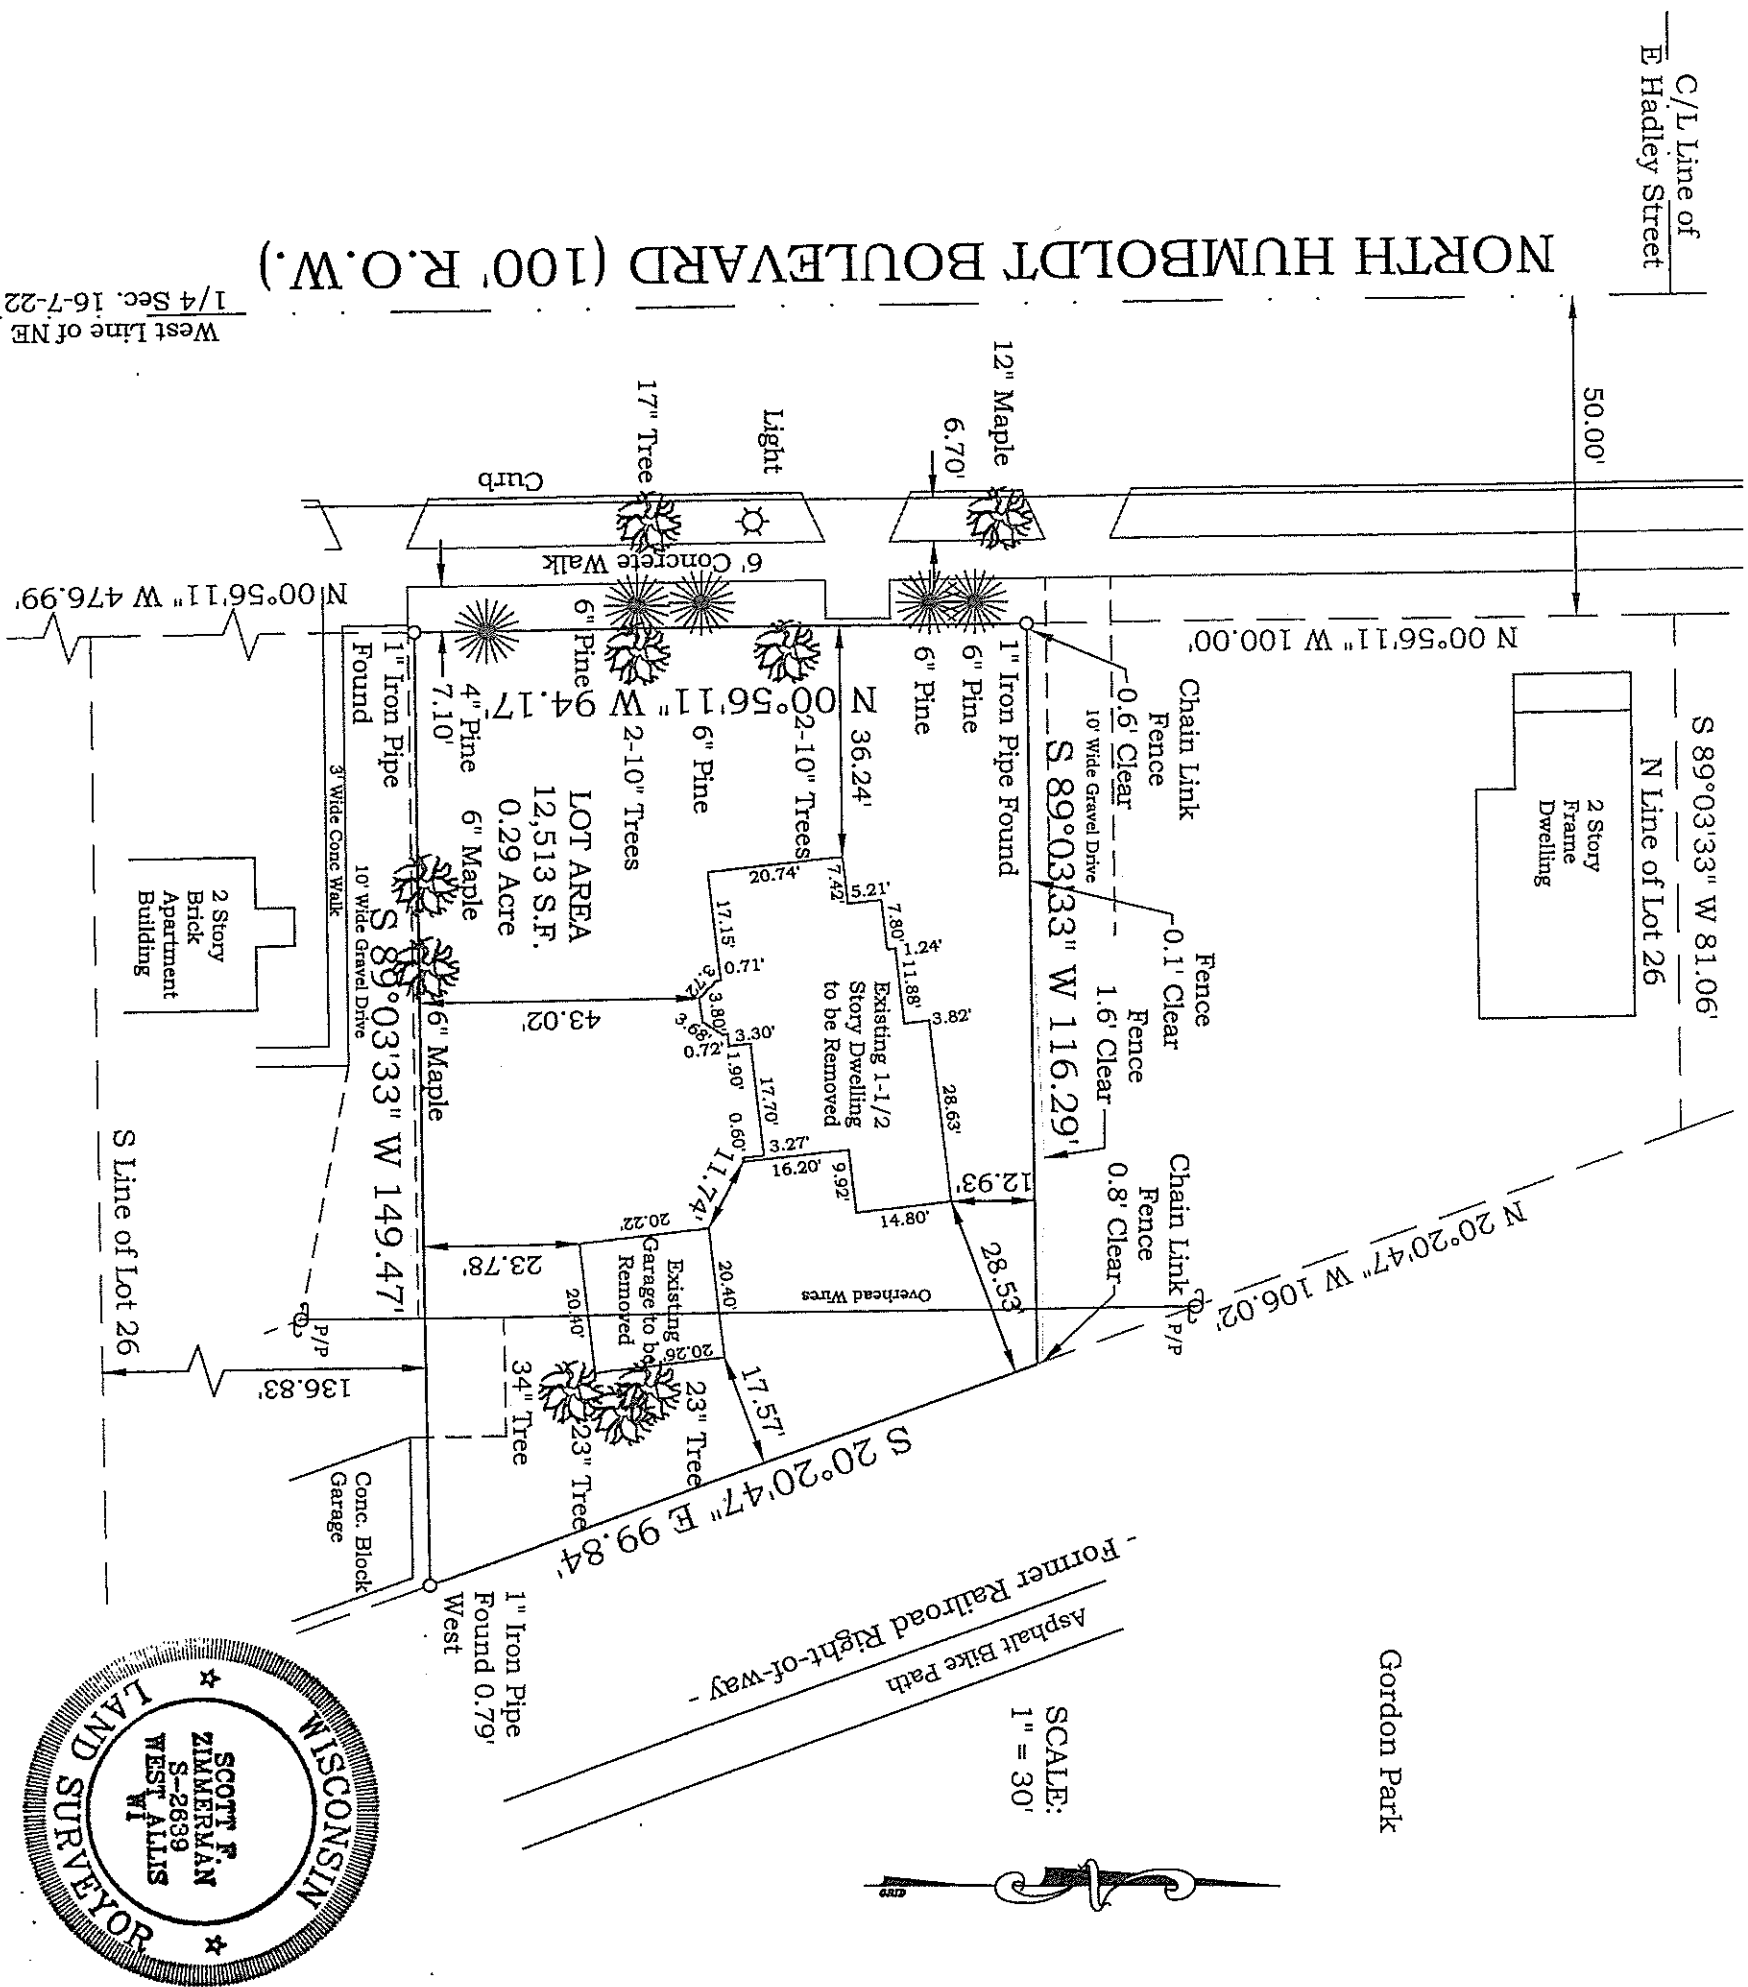 C/L Line of
E Hadley Street
NORTH HUMBOLDT BOULEVARD (100' R.O.W.)
West Line of NE
1/4 Sec. 16-7-22
50.00'
12" Maple
6.70'
Light
17" Tree
Curb
6' Concrete Walk
N 00°56'11" W 476.99'
N 00°56'11" W 100.00'
S 89°03'33" W 81.06'
N Line of Lot 26
2 Story
Frame
Dwelling
Chain Link
Fence
0.6' Clear
10' Wide Gravel Drive
S 89°03'33" W 116.29'
1" Iron Pipe Found
6" Pine
6" Pine
N 00°56'11" W 94.17'
36.24'
2-10" Trees
6" Pine
2-10" Trees
6" Pine
4" Pine
7.10'
1" Iron Pipe
Found
3' Wide Conc Walk
10' Wide Gravel Drive
LOT AREA
12,513 S.F.
0.29 Acre
6" Maple
6" Maple
S 89°03'33" W 149.47'
2 Story
Brick
Apartment
Building
Fence
0.1' Clear
Fence
1.6' Clear
Chain Link
Fence
0.8' Clear
Existing 1-1/2
Story Dwelling
to be Removed
20.74'
7.42'
5.21'
7.80'
1.24'
11.88'
3.82'
28.63'
14.80'
9.92'
16.20'
3.27'
0.60'
17.70'
1.90'
3.30'
0.72'
3.68'
3.80'
3.72'
0.71'
17.15'
43.02'
12.93'
28.53'
11.74'
23.78'
20.22'
20.40'
20.26'
20.40'
Existing
Garage to be
Removed
17.57'
Overhead Wires
P/P
P/P
N 20°20'47" W 106.02'
S 20°20'47" E 99.84'
34" Tree
23" Tree
23" Tree
S Line of Lot 26
136.83'
Conc. Block
Garage
1" Iron Pipe
Found 0.79'
West
- Former Railroad Right-of-way -
Asphalt Bike Path
Gordon Park
SCALE:
1" = 30'
GRID
WISCONSIN
LAND SURVEYOR
SCOTT F.
ZIMMERMAN
S-2639
WEST ALLIS
WI